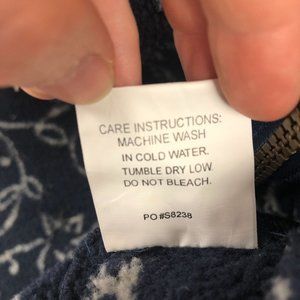 CARE INSTRUCTIONS:
MACHINE WASH
IN COLD WATER.
TUMBLE DRY LOW.
DO NOT BLEACH.
PO #S8238